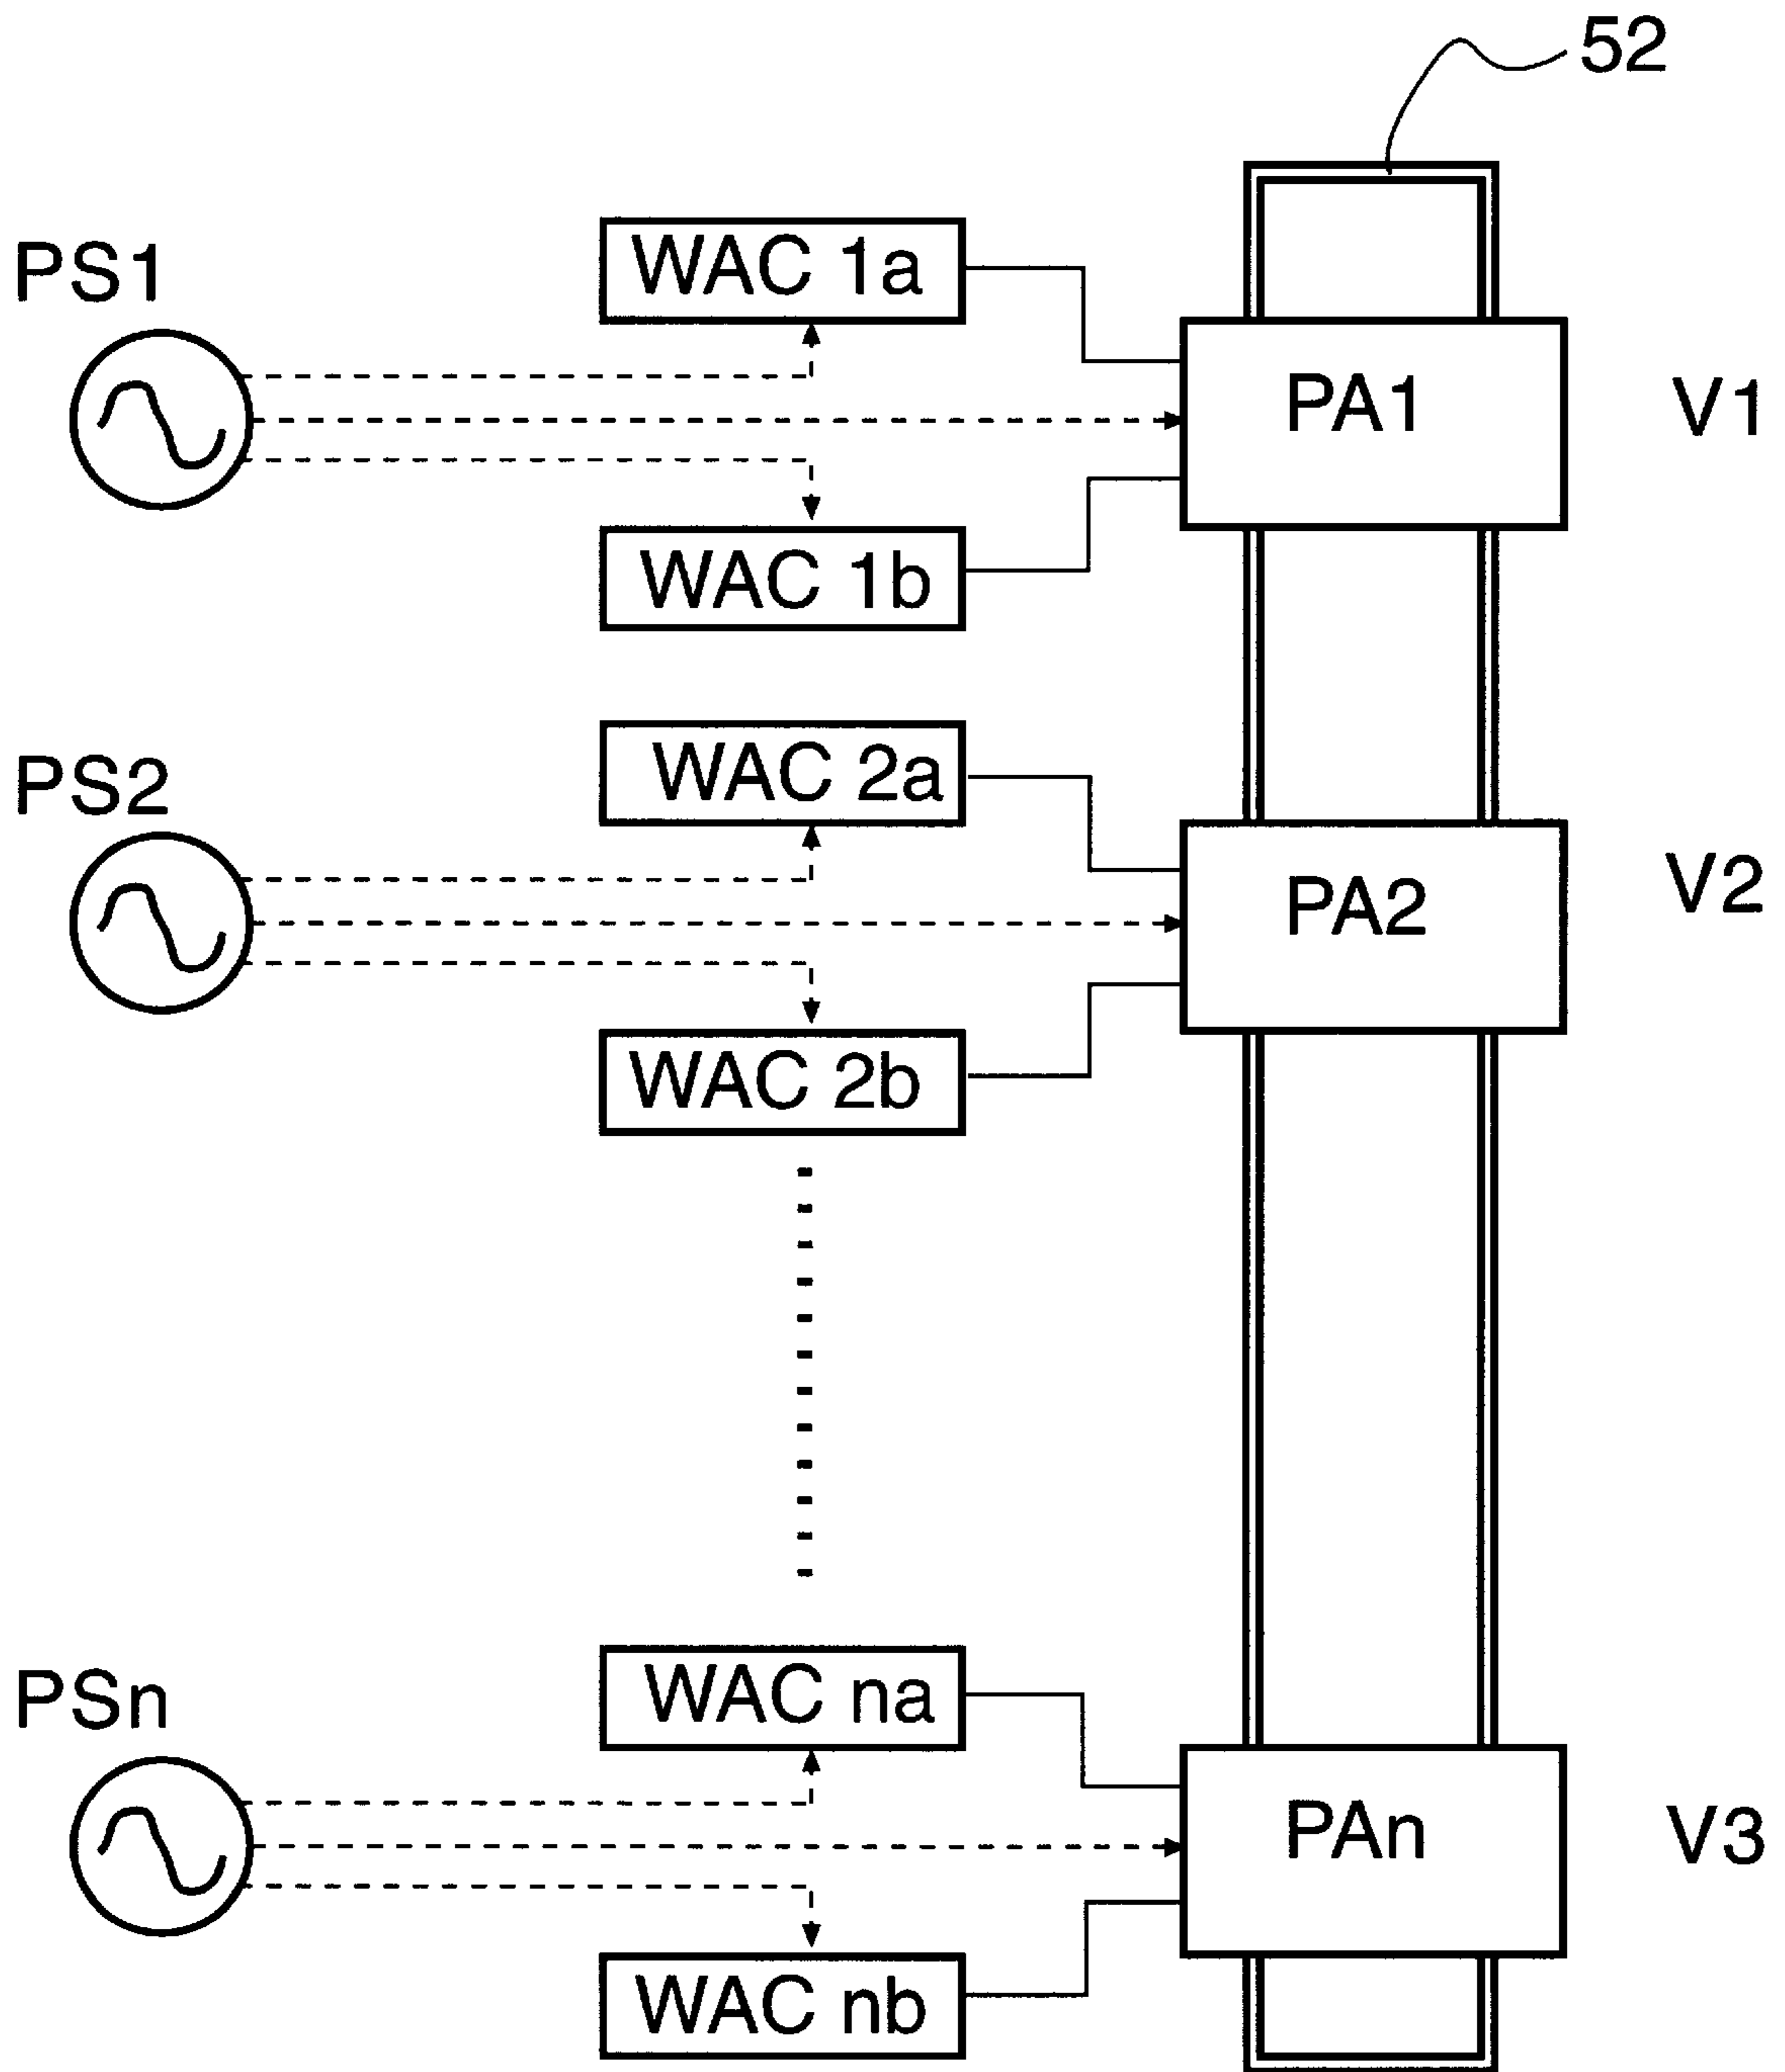 52
PS1
WAC 1a
PA1
V1
WAC 1b
PS2
WAC 2a
PA2
V2
WAC 2b
PSn
WAC na
PAn
V3
WAC nb